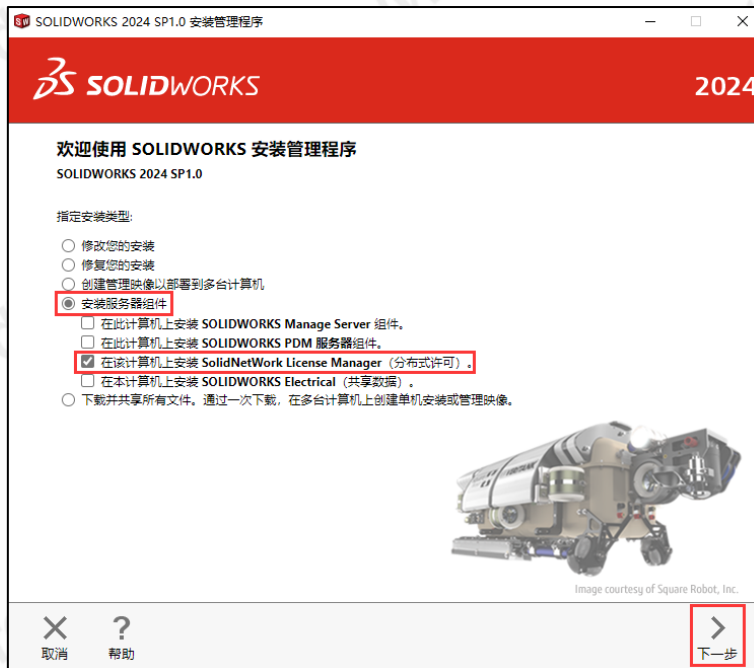 SOLIDWORKS 2024 SP1.0 安装管理程序
SOLIDWORKS
2024
欢迎使用 SOLIDWORKS 安装管理程序
SOLIDWORKS 2024 SP1.0
指定安装类型:
修改您的安装
修复您的安装
创建管理映像以部署到多台计算机
安装服务器组件
在此计算机上安装 SOLIDWORKS Manage Server 组件。
在此计算机上安装 SOLIDWORKS PDM 服务器组件。
在该计算机上安装 SolidNetWork License Manager（分布式许可）。
在本计算机上安装 SOLIDWORKS Electrical（共享数据）。
下载并共享所有文件。通过一次下载，在多台计算机上创建单机安装或管理映像。
Image courtesy of Square Robot, Inc.
取消
帮助
下一步